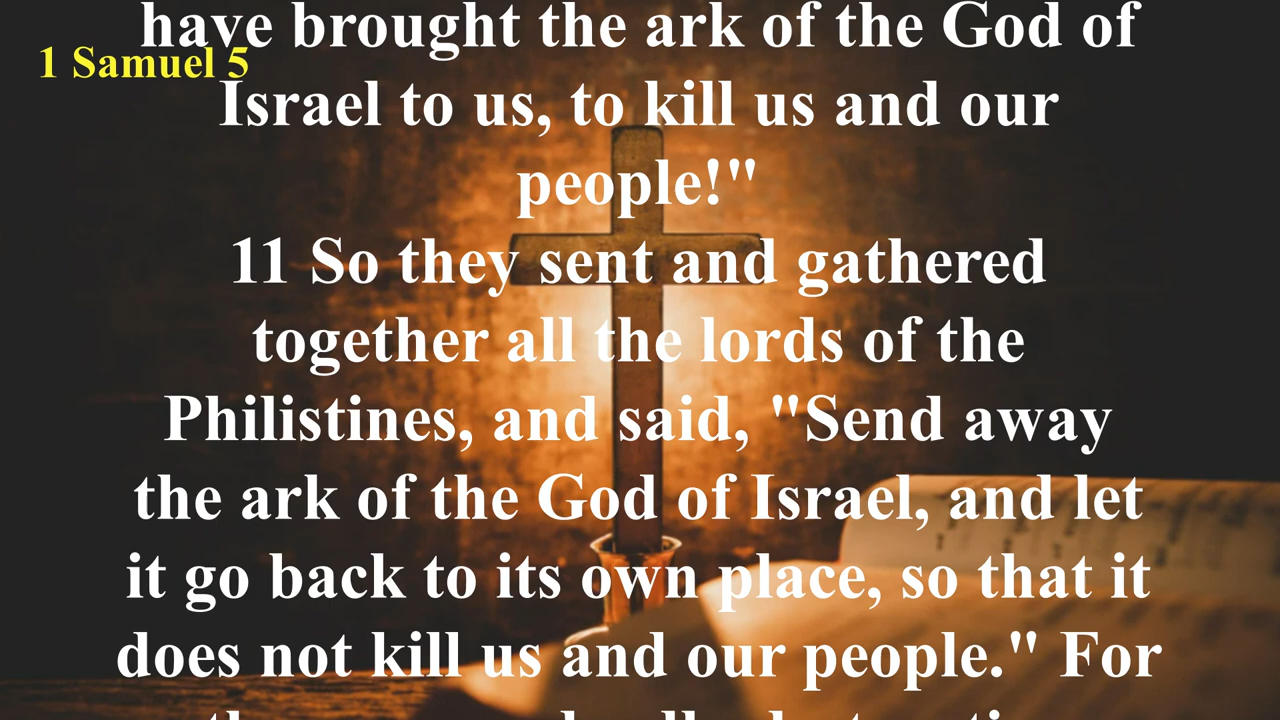 have brought the ark of the God of
1 Samuel 5
Israel to us, to kill us and our
people!"
11 So they sent and gathered
together all the lords of the
Philistines, and said, "Send away
the ark of the God of Israel, and let
it go back to its own place, so that it
does not kill us and our people." For